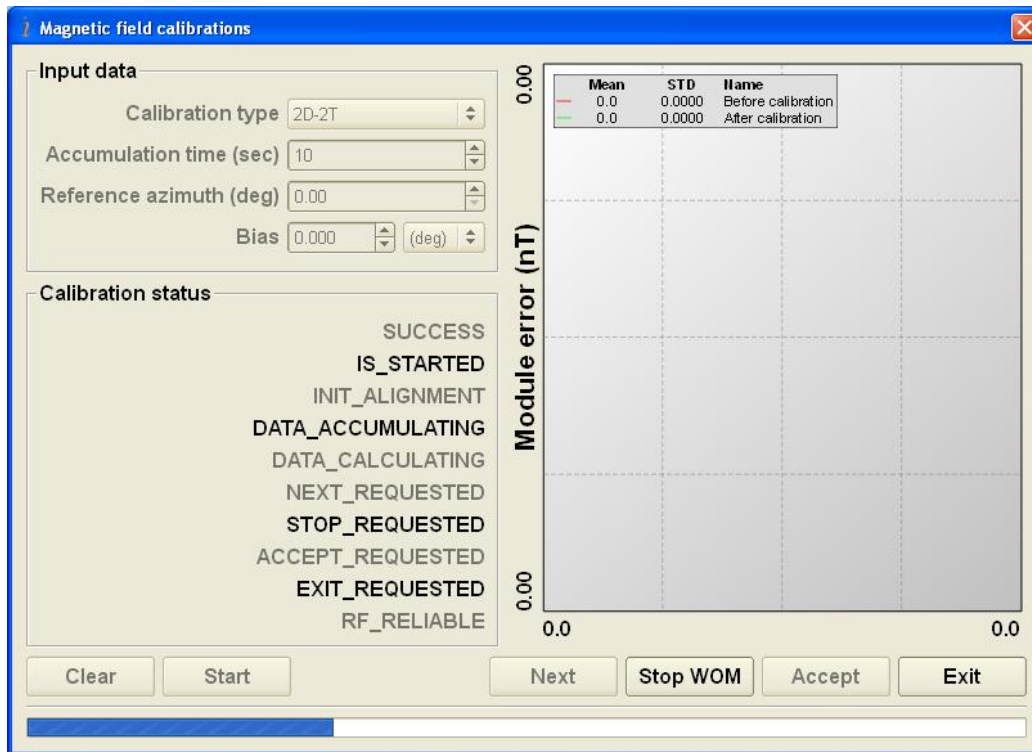 Magnetic field calibrations
Input data
Calibration type 2D-2T
Accumulation time (sec) 10
Reference azimuth (deg) 0.00
Bias 0.000 (deg)
Calibration status
SUCCESS
IS_STARTED
INIT_ALIGNMENT
DATA_ACCUMULATING
DATA_CALCULATING
NEXT_REQUESTED
STOP_REQUESTED
ACCEPT_REQUESTED
EXIT_REQUESTED
RF_RELIABLE
0.00
Mean STD Name
0.0 0.0000 Before calibration
0.0 0.0000 After calibration
Module error (nT)
0.00
0.0 0.0
Clear Start Next Stop WOM Accept Exit